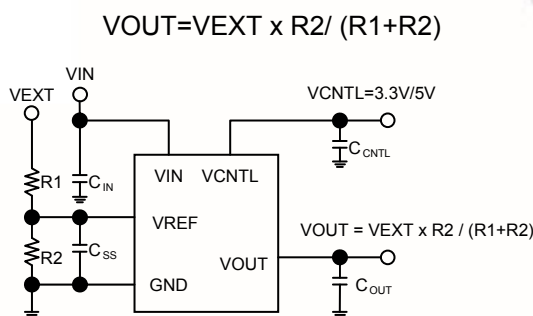 VOUT=VEXT x R2/ (R1+R2)
VIN
VEXT
VCNTL=3.3V/5V
CCNTL
R1
CIN
VIN
VCNTL
VREF
VOUT = VEXT x R2 / (R1+R2)
R2
CSS
VOUT
GND
COUT